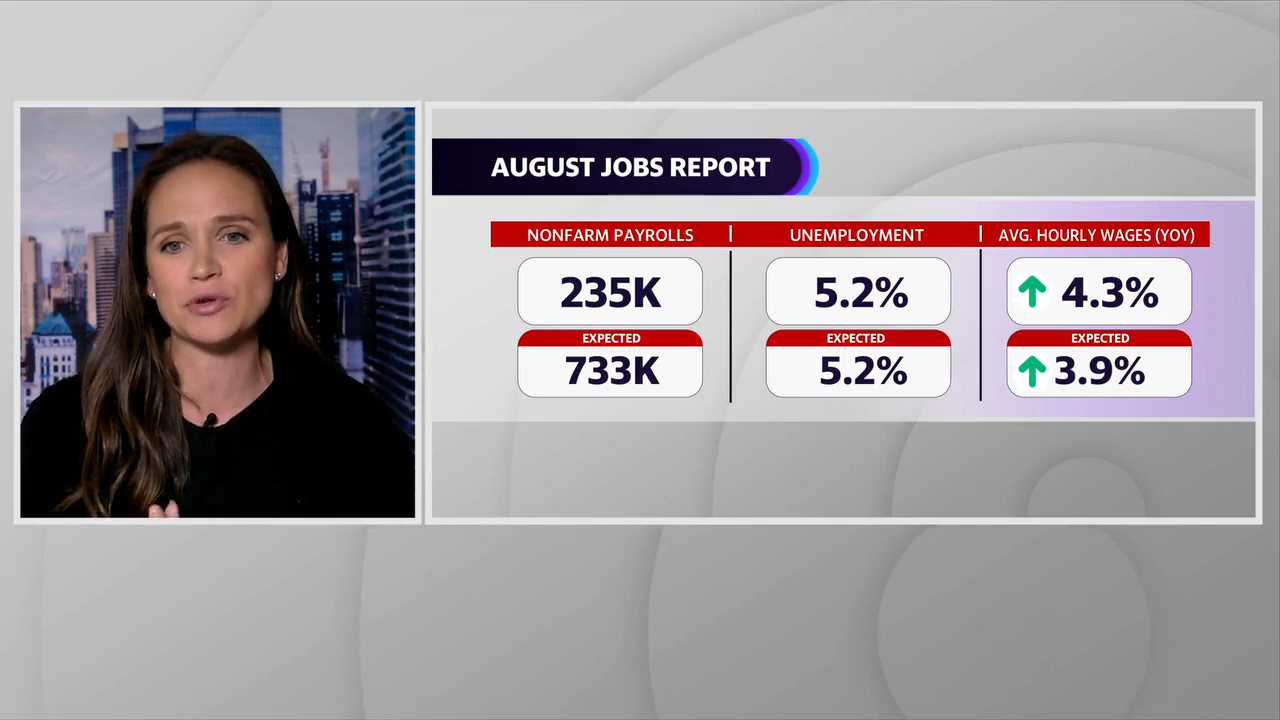 AUGUST JOBS REPORT
NONFARM PAYROLLS | UNEMPLOYMENT | AVG. HOURLY WAGES (YOY)
235K 5.2% 4.3%
EXPECTED EXPECTED EXPECTED
733K 5.2% 3.9%